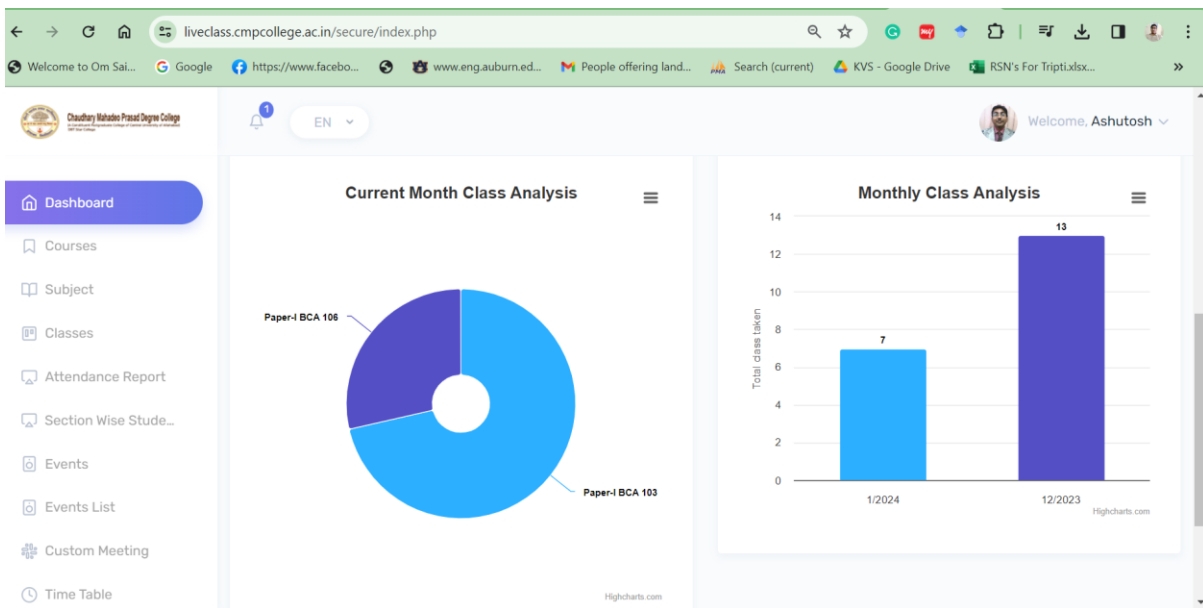 liveclass.cmpcollege.ac.in/secure/index.php
Welcome to Om Sai...
Google
https://www.facebo...
www.eng.auburn.ed...
People offering land...
Search (current)
KVS - Google Drive
RSN's For Tripti.xlsx...
»
Chaudhary Mahadeo Prasad Degree College
1
EN
Welcome, Ashutosh
Dashboard
Courses
Subject
Classes
Attendance Report
Section Wise Stude...
Events
Events List
Custom Meeting
Time Table
Current Month Class Analysis
Paper-I BCA 106
Paper-I BCA 103
Highcharts.com
Monthly Class Analysis
Total class taken
14
12
10
8
6
4
2
0
7
13
1/2024
12/2023
Highcharts.com